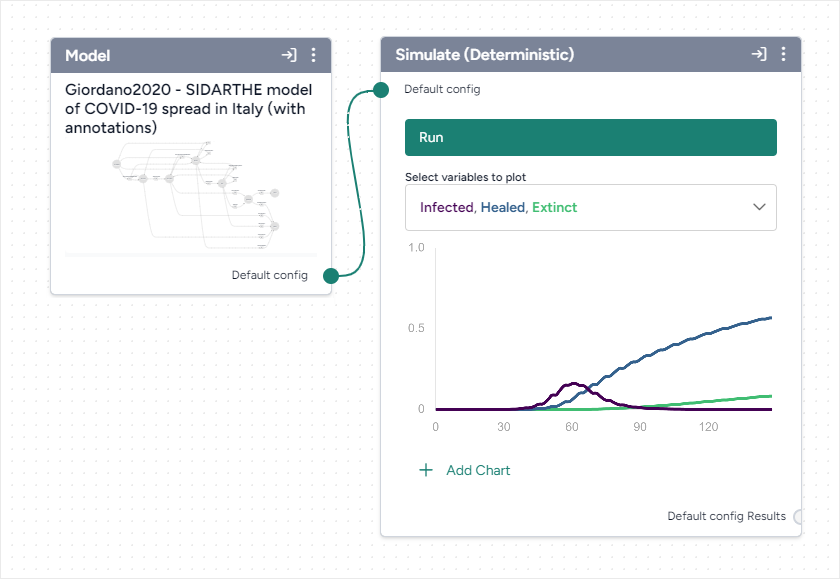 Model
Giordano2020 - SIDARTHE model
of COVID-19 spread in Italy (with
annotations)
Default config
Simulate (Deterministic)
Default config
Run
Select variables to plot
Infected, Healed, Extinct
1.0
0.5
0
0 30 60 90 120
Add Chart
Default config Results